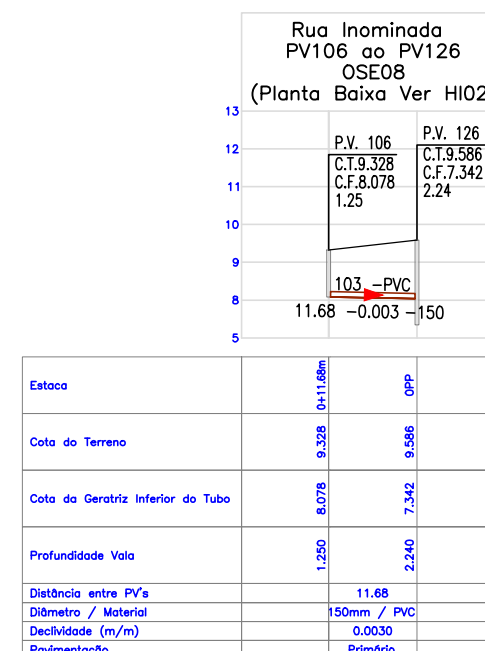 Rua Inominada
PV106 ao PV126
OSE08
(Planta Baixa Ver HI02
13
12
11
10
9
8
5
P.V. 106
C.T.9.328
C.F.8.078
1.25
P.V. 126
C.T.9.586
C.F.7.342
2.24
103 -PVC
11.68 -0.003 -150
Estaca 0+11.68m 0PP
Cota do Terreno 9.328 9.586
Cota da Geratriz Inferior do Tubo 8.078 7.342
Profundidade Vala 1.250 2.240
Distância entre PV's 11.68
Diâmetro / Material 150mm / PVC
Declividade (m/m) 0.0030
Pavimentação Primário